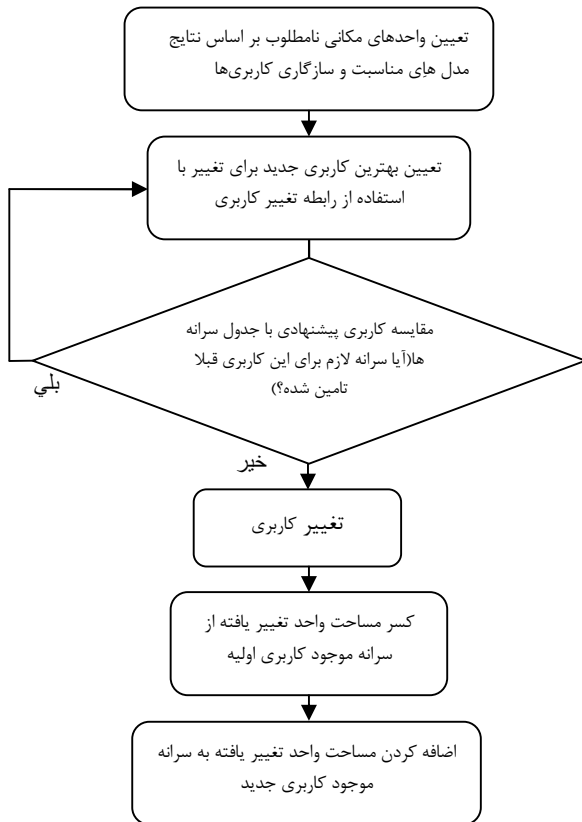 تعیین واحدهای مکانی نامطلوب بر اساس نتایج
مدل هاِی مناسبت و سازگاری کاربری‌ها
تعیین بهترین کاربری جدید برای تغییر با
استفاده از رابطه تغییر کاربری
مقایسه کاربری پیشنهادی با جدول سرانه
ها(آیا سرانه لازم برای این کاربری قبلا
تامین شده؟)
بلي
خیر
تغییر کاربری
کسر مساحت واحد تغییر یافته از
سرانه موجود کاربری اولیه
اضافه کردن مساحت واحد تغییر یافته به سرانه
موجود کاربری جدید